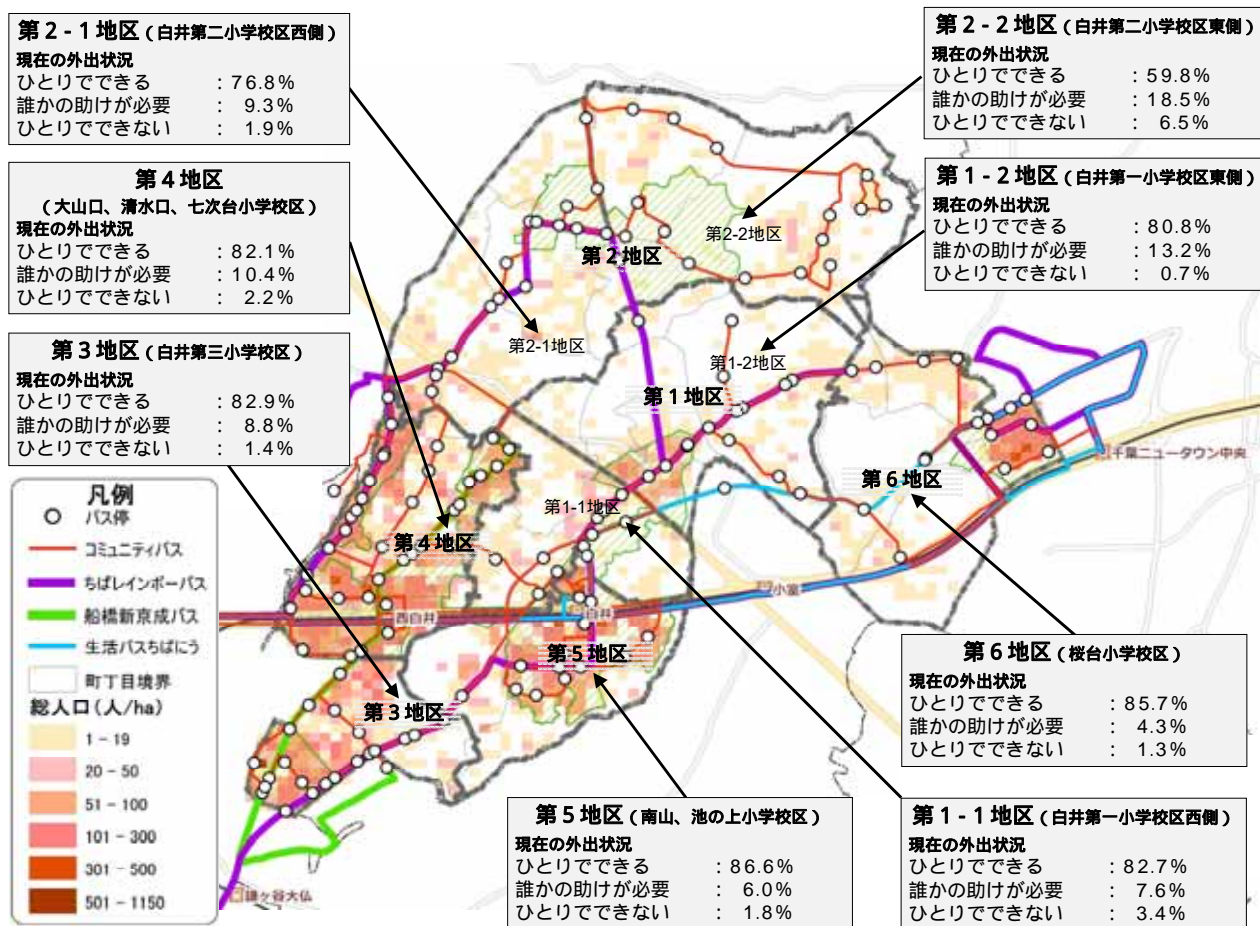 第2-1地区(白井第二小学校区西側)
現在の外出状況
ひとりでできる : 76.8%
誰かの助けが必要 : 9.3%
ひとりでできない : 1.9%
第4地区
(大山口、清水口、七次台小学校区)
現在の外出状況
ひとりでできる : 82.1%
誰かの助けが必要 : 10.4%
ひとりでできない : 2.2%
第3地区(白井第三小学校区)
現在の外出状況
ひとりでできる : 82.9%
誰かの助けが必要 : 8.8%
ひとりでできない : 1.4%
凡例
バス停
コミュニティバス
ちばレインボーバス
船橋新京成バス
生活バスちばにう
町丁目境界
総人口(人/ha)
1-19
20-50
51-100
101-300
301-500
501-1150
第2-2地区(白井第二小学校区東側)
現在の外出状況
ひとりでできる : 59.8%
誰かの助けが必要 : 18.5%
ひとりでできない : 6.5%
第1-2地区(白井第一小学校区東側)
現在の外出状況
ひとりでできる : 80.8%
誰かの助けが必要 : 13.2%
ひとりでできない : 0.7%
2-2地区
第2地区
第2-1地区
第1-2地区
第1地区
第6地区
千葉ニュータウン中央
第1-1地区
第4地区
小室
西白井
白井
第5地区
第3地区
鎌ヶ谷大仏
第6地区(桜台小学校区)
現在の外出状況
ひとりでできる : 85.7%
誰かの助けが必要 : 4.3%
ひとりでできない : 1.3%
第5地区(南山、池の上小学校区)
現在の外出状況
ひとりでできる : 86.6%
誰かの助けが必要 : 6.0%
ひとりでできない : 1.8%
第1-1地区(白井第一小学校区西側)
現在の外出状況
ひとりでできる : 82.7%
誰かの助けが必要 : 7.6%
ひとりでできない : 3.4%